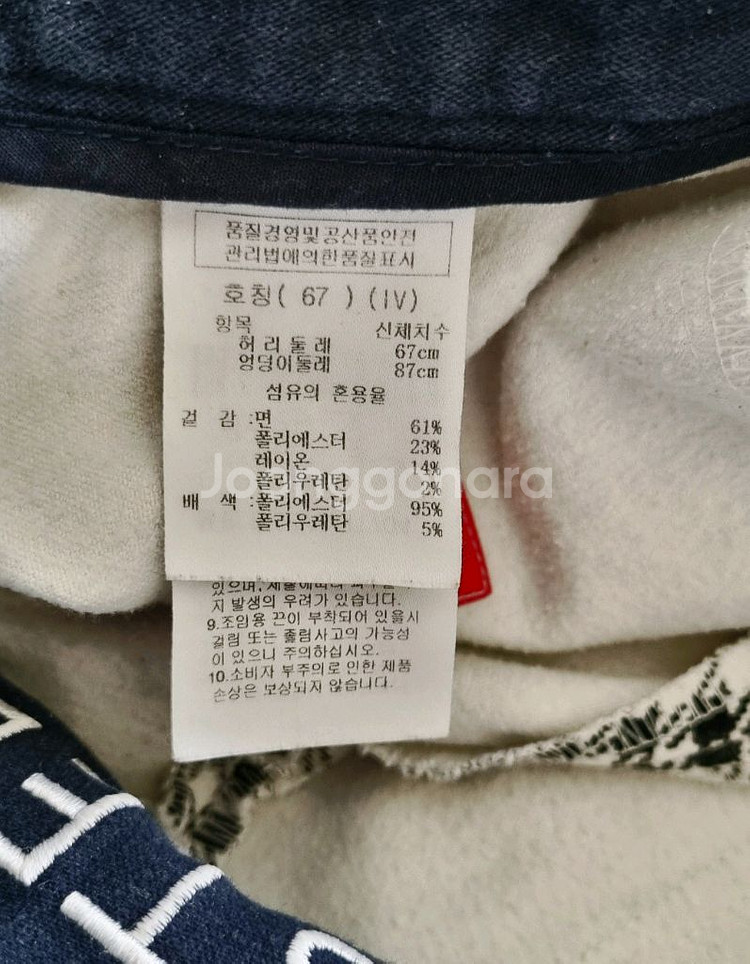 품질경영및공산품안전
관리법에의한품질표시
호칭( 67 ) (IV)
항목 신체치수
허리둘레 67cm
엉덩이둘레 87cm
섬유의 혼용율
겉 감 :면 61%
폴리에스터 23%
레이온 14%
폴리우레탄 2%
배 색 :폴리에스터 95%
폴리우레탄 5%
Joonggonara
있으며,
지 발생의 우려가 있습니다.
9.조임용 끈이 부착되어 있을시
걸림 또는 졸림사고의 가능성
이 있으니 주의하십시오.
10.소비자 부주의로 인한 제품
손상은 보상되지 않습니다.